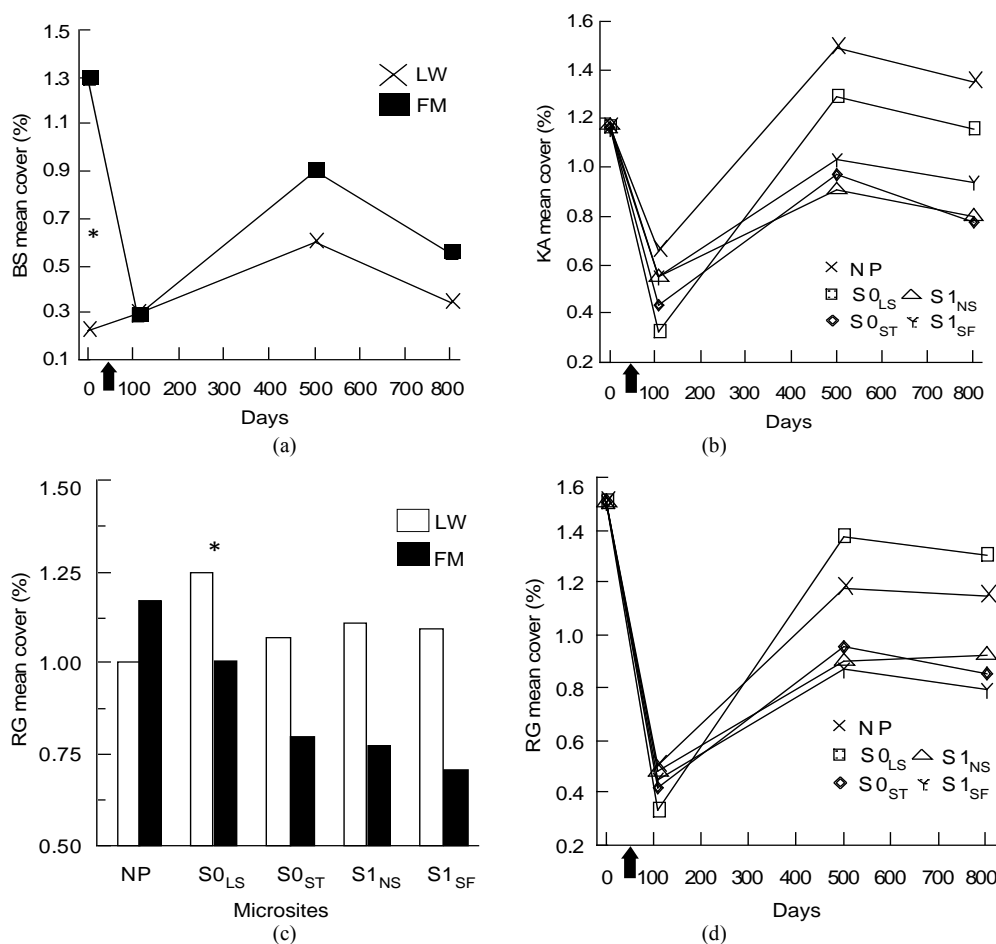 1.5
1.3
1.1
0.9
0.7
0.5
0.3
0.1
BS mean cover (%)
*
LW
FM
0 100 200 300 400 500 600 700 800
Days
(a)
1.6
1.4
1.2
1.0
0.8
0.6
0.4
0.2
KA mean cover (%)
NP
S0LS S1NS
S0ST S1SF
0 100 200 300 400 500 600 700 800
Days
(b)
1.50
1.25
1.00
0.75
0.50
RG mean cover (%)
*
LW
FM
NP S0LS S0ST S1NS S1SF
Microsites
(c)
1.6
1.4
1.2
1.0
0.8
0.6
0.4
0.2
RG mean cover (%)
NP
S0LS S1NS
S0ST S1SF
0 100 200 300 400 500 600 700 800
Days
(d)